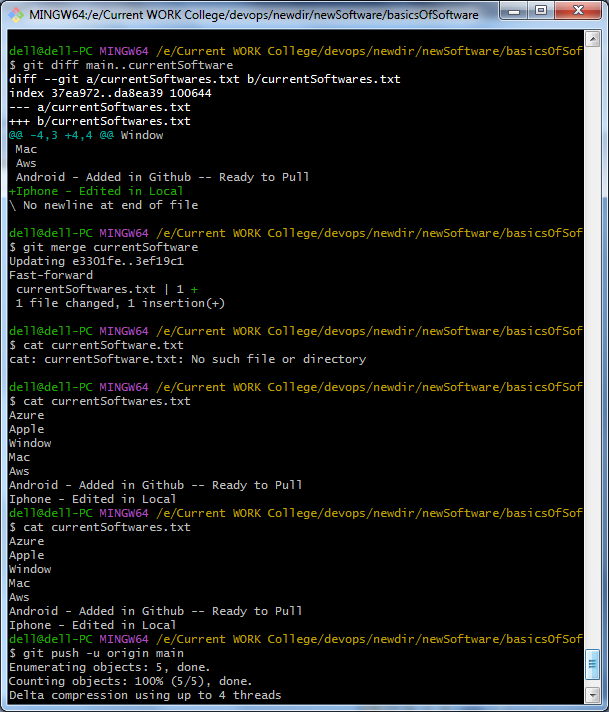 MINGW64:/e/Current WORK College/devops/newdir/newSoftware/basicsOfSoftware
dell@dell-PC MINGW64 /e/Current WORK College/devops/newdir/newSoftware/basicsOfSof
$ git diff main..currentSoftware
diff --git a/currentSoftwares.txt b/currentSoftwares.txt
index 37ea972..da8ea39 100644
--- a/currentSoftwares.txt
+++ b/currentSoftwares.txt
@@ -4,3 +4,4 @@ Window
 Mac
 Aws
 Android - Added in Github -- Ready to Pull
+Iphone - Edited in Local
\ No newline at end of file
dell@dell-PC MINGW64 /e/Current WORK College/devops/newdir/newSoftware/basicsOfSof
$ git merge currentSoftware
Updating e3301fe..3ef19c1
Fast-forward
 currentSoftwares.txt | 1 +
 1 file changed, 1 insertion(+)
dell@dell-PC MINGW64 /e/Current WORK College/devops/newdir/newSoftware/basicsOfSof
$ cat currentSoftware.txt
cat: currentSoftware.txt: No such file or directory
dell@dell-PC MINGW64 /e/Current WORK College/devops/newdir/newSoftware/basicsOfSof
$ cat currentSoftwares.txt
Azure
Apple
Window
Mac
Aws
Android - Added in Github -- Ready to Pull
Iphone - Edited in Local
dell@dell-PC MINGW64 /e/Current WORK College/devops/newdir/newSoftware/basicsOfSof
$ cat currentSoftwares.txt
Azure
Apple
Window
Mac
Aws
Android - Added in Github -- Ready to Pull
Iphone - Edited in Local
dell@dell-PC MINGW64 /e/Current WORK College/devops/newdir/newSoftware/basicsOfSof
$ git push -u origin main
Enumerating objects: 5, done.
Counting objects: 100% (5/5), done.
Delta compression using up to 4 threads